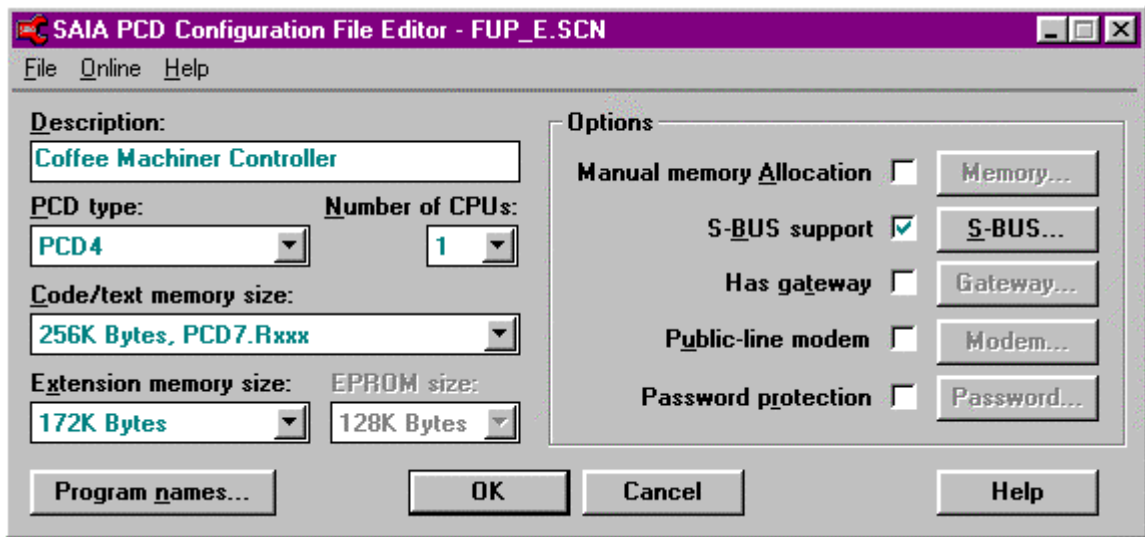 SAIA PCD Configuration File Editor - FUP_E.SCN
File Online Help
Description:
Coffee Machiner Controller
PCD type: Number of CPUs:
PCD4 1
Code/text memory size:
256K Bytes, PCD7.Rxxx
Extension memory size: EPROM size:
172K Bytes 128K Bytes
Options
Manual memory Allocation Memory...
S-BUS support S-BUS...
Has gateway Gateway...
Public-line modem Modem...
Password protection Password...
Program names... OK Cancel Help